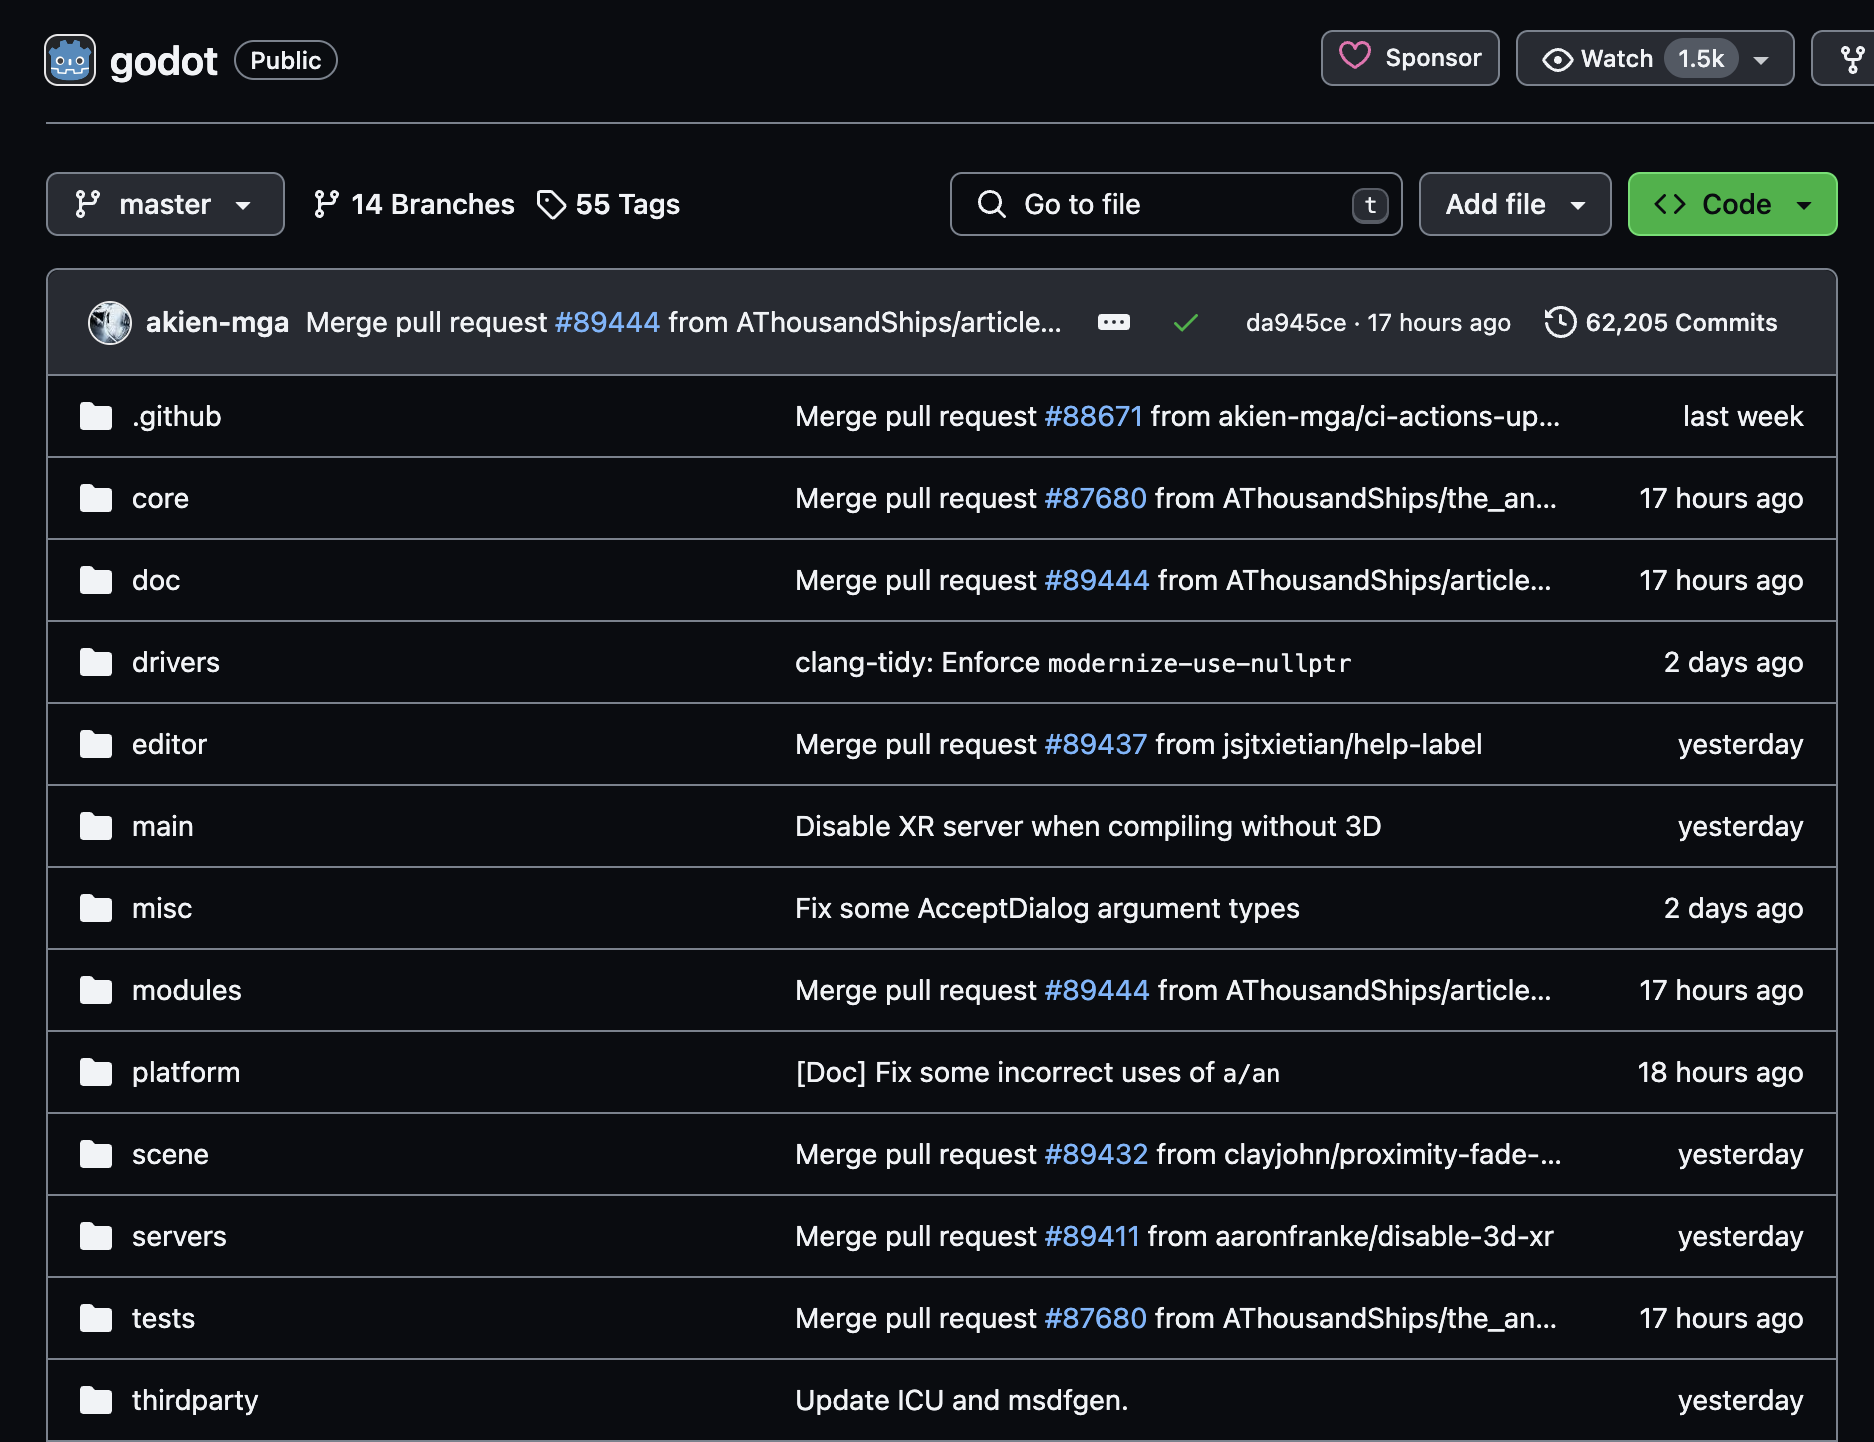 godot Public Sponsor Watch 1.5k
master 14 Branches 55 Tags Go to file t Add file Code
akien-mga Merge pull request #89444 from AThousandShips/article... da945ce · 17 hours ago 62,205 Commits
.github Merge pull request #88671 from akien-mga/ci-actions-up... last week
core Merge pull request #87680 from AThousandShips/the_an... 17 hours ago
doc Merge pull request #89444 from AThousandShips/article... 17 hours ago
drivers clang-tidy: Enforce modernize-use-nullptr 2 days ago
editor Merge pull request #89437 from jsjtxietian/help-label yesterday
main Disable XR server when compiling without 3D yesterday
misc Fix some AcceptDialog argument types 2 days ago
modules Merge pull request #89444 from AThousandShips/article... 17 hours ago
platform [Doc] Fix some incorrect uses of a/an 18 hours ago
scene Merge pull request #89432 from clayjohn/proximity-fade-... yesterday
servers Merge pull request #89411 from aaronfranke/disable-3d-xr yesterday
tests Merge pull request #87680 from AThousandShips/the_an... 17 hours ago
thirdparty Update ICU and msdfgen. yesterday